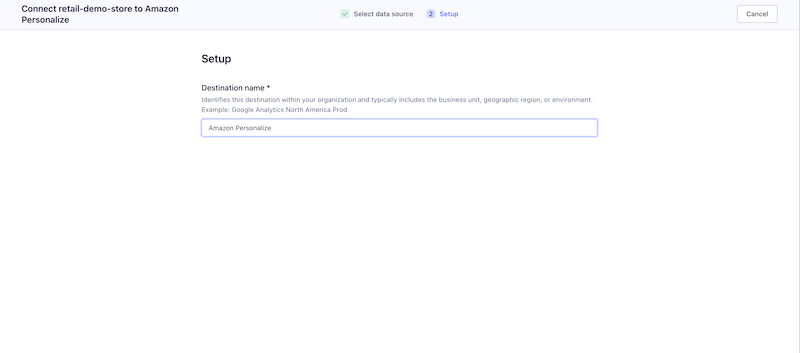 Connect retail-demo-store to Amazon
Personalize
Select data source
2 Setup
Cancel
Setup
Destination name *
Identifies this destination within your organization and typically includes the business unit, geographic region, or environment.
Example: Google Analytics North America Prod
Amazon Personalize